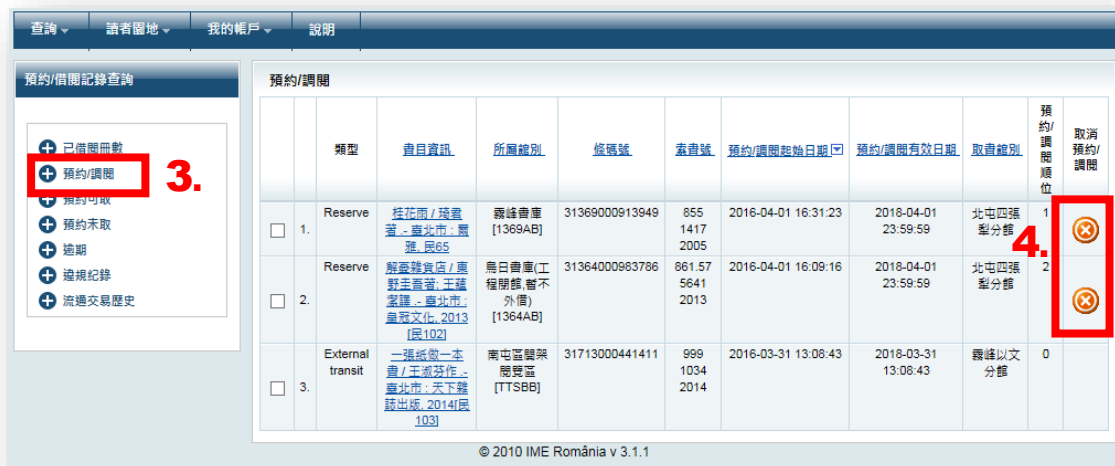 查詢 讀者園地 我的帳戶 說明
預約/借閱記錄查詢
已借閱冊數
預約/調閱
3.
預約可取
預約未取
逾期
違規紀錄
流通交易歷史
預約/調閱
類型 書目資訊 所屬館別 條碼號 索書號 預約/調閱起始日期 預約/調閱有效日期 取書館別
預
約/
調
閱
順
位
取消
預約/
調閱
1.
Reserve
桂花雨 / 琦君
著 .- 臺北市 : 爾
雅, 民65
霧峰書庫
[1369AB]
31369000913949
855
1417
2005
2016-04-01 16:31:23
2018-04-01
23:59:59
北屯四張
犁分館
1
4.
2.
Reserve
解憂雜貨店 / 東
野圭吾著; 王蘊
潔譯 .- 臺北市 :
皇冠文化, 2013
[民102]
烏日書庫(工
程閉館,暫不
外借)
[1364AB]
31364000983786
861.57
5641
2013
2016-04-01 16:09:16
2018-04-01
23:59:59
北屯四張
犁分館
2
3.
External
transit
一張紙做一本
書 / 王淑芬作 .-
臺北市 : 天下雜
誌出版, 2014[民
103]
南屯區開架
閱覽區
[TTSBB]
31713000441411
999
1034
2014
2016-03-31 13:08:43
2018-03-31
13:08:43
霧峰以文
分館
0
© 2010 IME România v 3.1.1